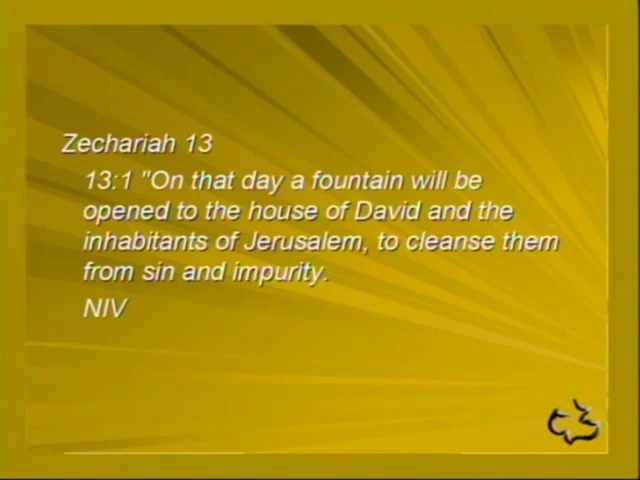 Zechariah 13
13:1 "On that day a fountain will be
opened to the house of David and the
inhabitants of Jerusalem, to cleanse them
from sin and impurity.
NIV